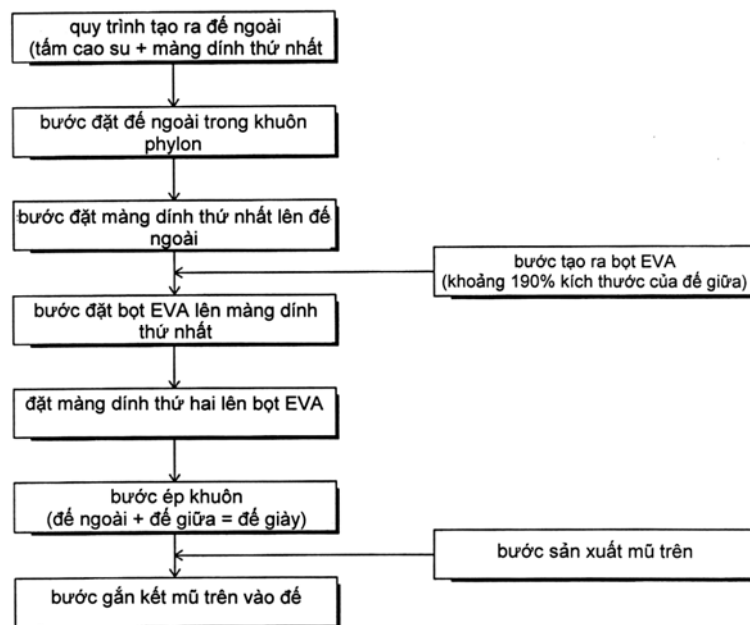 quy trình tạo ra đế ngoài
(tấm cao su + màng dính thứ nhất
bước đặt đế ngoài trong khuôn
phylon
bước đặt màng dính thứ nhất lên đế
ngoài
bước tạo ra bọt EVA
(khoảng 190% kích thước của đế giữa)
bước đặt bọt EVA lên màng dính
thứ nhất
đặt màng dính thứ hai lên bọt EVA
bước ép khuôn
(đế ngoài + đế giữa = đế giày)
bước sản xuất mũ trên
bước gắn kết mũ trên vào đế